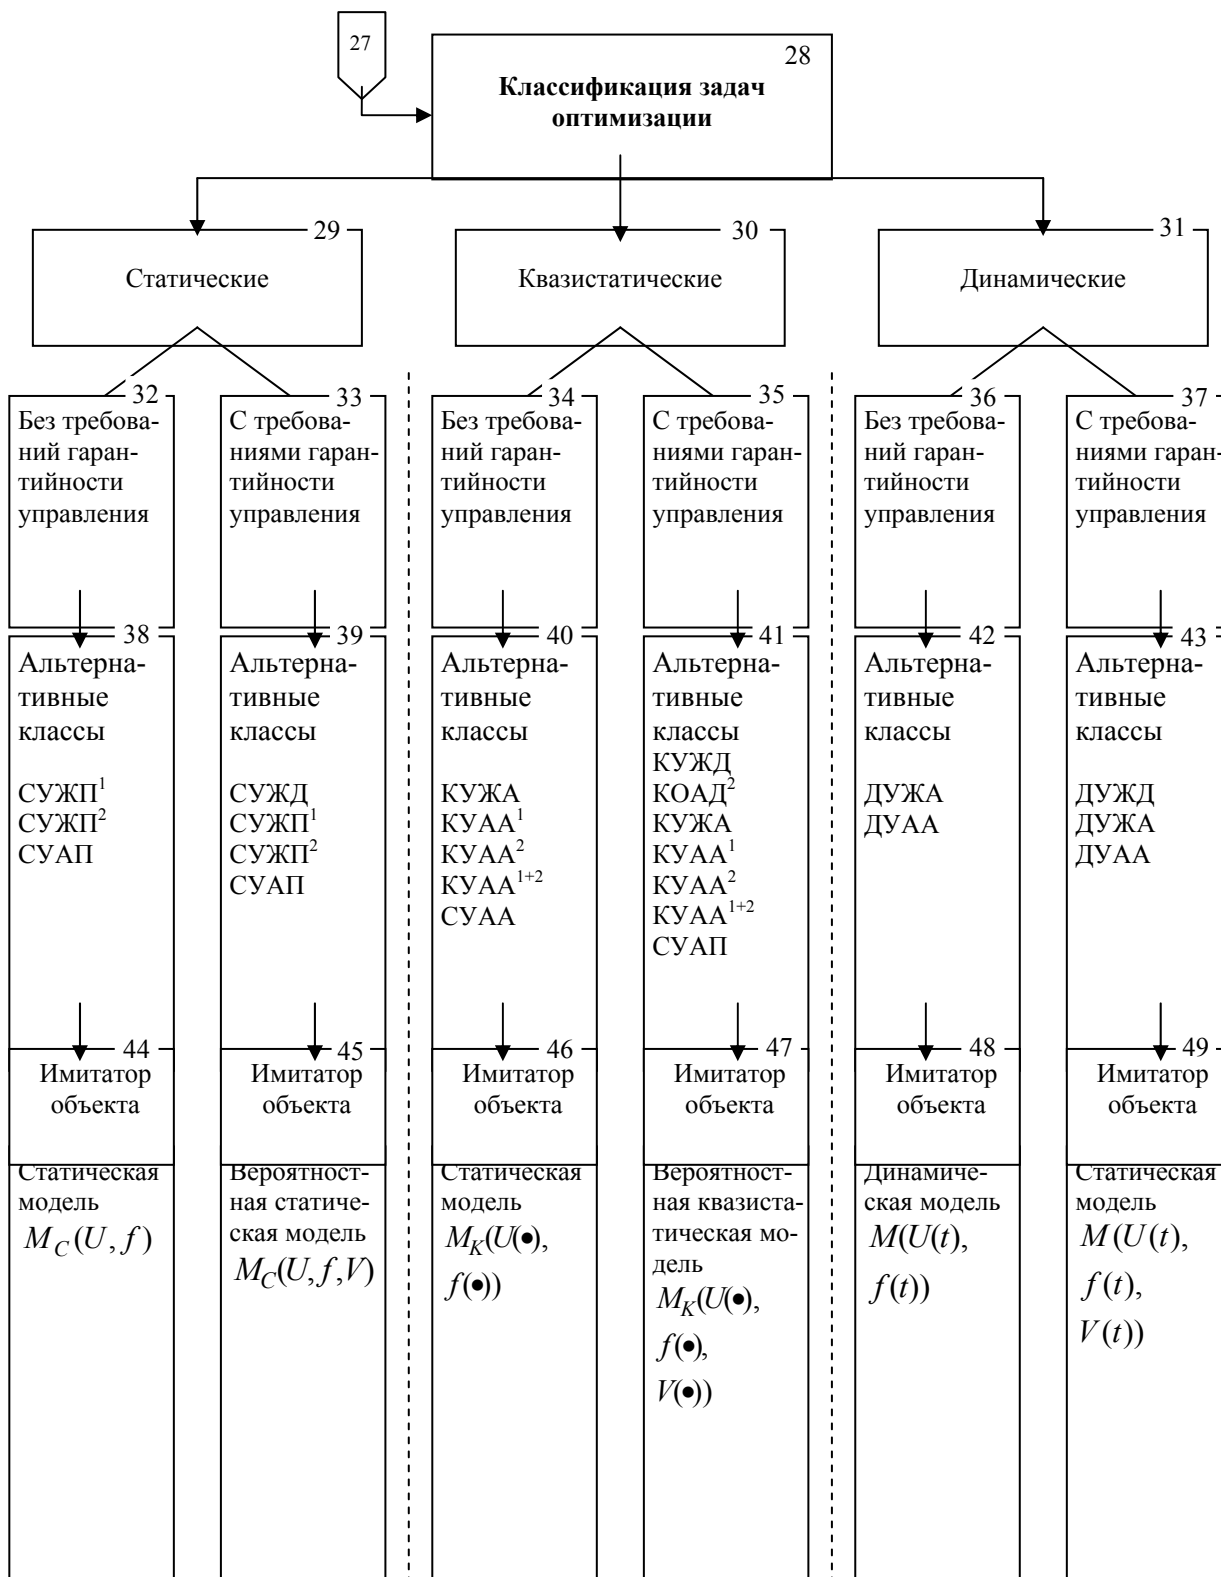 27
28
Классификация задач
оптимизации
29
Статические
30
Квазистатические
31
Динамические
32
Без требова-
ний гаран-
тийности
управления
33
С требова-
ниями гаран-
тийности
управления
34
Без требова-
ний гаран-
тийности
управления
35
С требова-
ниями гаран-
тийности
управления
36
Без требова-
ний гаран-
тийности
управления
37
С требова-
ниями гаран-
тийности
управления
38
Альтерна-
тивные
классы
СУЖП¹
СУЖП²
СУАП
39
Альтерна-
тивные
классы
СУЖД
СУЖП¹
СУЖП²
СУАП
40
Альтерна-
тивные
классы
КУЖА
КУАА¹
КУАА²
КУАА¹⁺²
СУАА
41
Альтерна-
тивные
классы
КУЖД
КОАД²
КУЖА
КУАА¹
КУАА²
КУАА¹⁺²
СУАП
42
Альтерна-
тивные
классы
ДУЖА
ДУАА
43
Альтерна-
тивные
классы
ДУЖД
ДУЖА
ДУАА
44
Имитатор
объекта
45
Имитатор
объекта
46
Имитатор
объекта
47
Имитатор
объекта
48
Имитатор
объекта
49
Имитатор
объекта
Статическая
модель
M_C(U, f)
Вероятност-
ная статиче-
ская модель
M_C(U, f, V)
Статическая
модель
M_K(U(•),
f(•))
Вероятност-
ная квазиста-
тическая мо-
дель
M_K(U(•),
f(•),
V(•))
Динамиче-
ская модель
M(U(t),
f(t))
Статическая
модель
M(U(t),
f(t),
V(t))